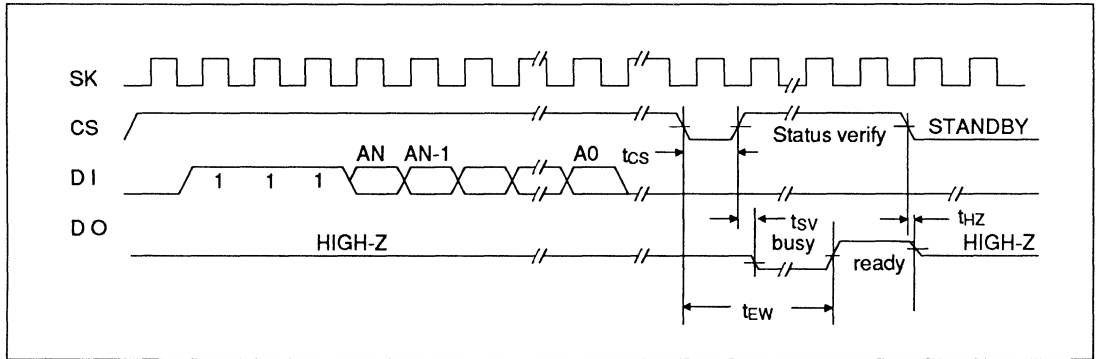 SK
CS
Status verify
STANDBY
tCS
AN
AN-1
A0
DI
1 1 1
DO
tSV
tHZ
HIGH-Z
busy
ready
HIGH-Z
tEW